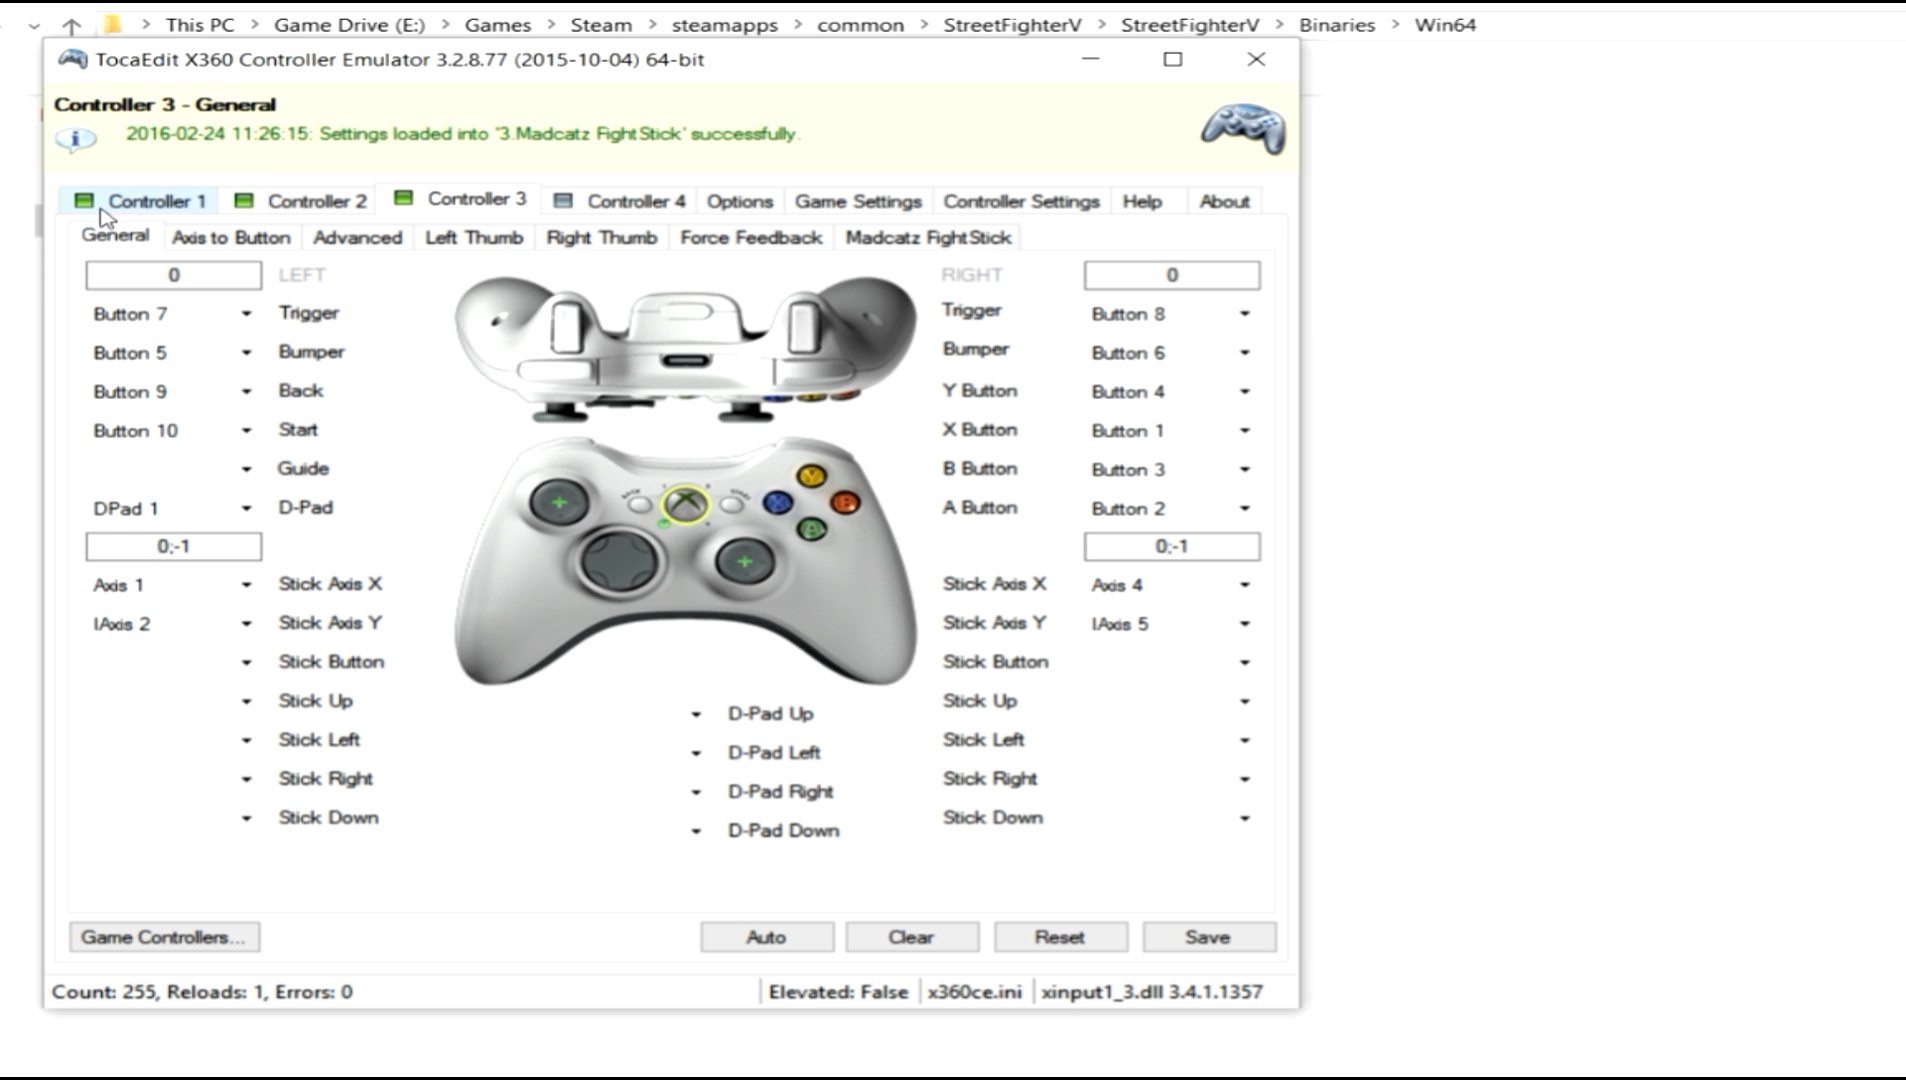 This PC > Game Drive (E:) > Games > Steam > steamapps > common > StreetFighterV > StreetFighterV > Binaries > Win64
TocaEdit X360 Controller Emulator 3.2.8.77 (2015-10-04) 64-bit
Controller 3 - General
2016-02-24 11:26:15: Settings loaded into '3.Madcatz FightStick' successfully.
Controller 1 Controller 2 Controller 3 Controller 4 Options Game Settings Controller Settings Help About
General Axis to Button Advanced Left Thumb Right Thumb Force Feedback Madcatz FightStick
0 LEFT RIGHT 0
Button 7 Trigger Trigger Button 8
Button 5 Bumper Bumper Button 6
Button 9 Back Y Button Button 4
Button 10 Start X Button Button 1
Guide B Button Button 3
DPad 1 D-Pad A Button Button 2
0;-1 0;-1
Axis 1 Stick Axis X Stick Axis X Axis 4
IAxis 2 Stick Axis Y Stick Axis Y IAxis 5
Stick Button Stick Button
Stick Up D-Pad Up Stick Up
Stick Left D-Pad Left Stick Left
Stick Right D-Pad Right Stick Right
Stick Down D-Pad Down Stick Down
Game Controllers... Auto Clear Reset Save
Count: 255, Reloads: 1, Errors: 0 Elevated: False x360ce.ini xinput1_3.dll 3.4.1.1357